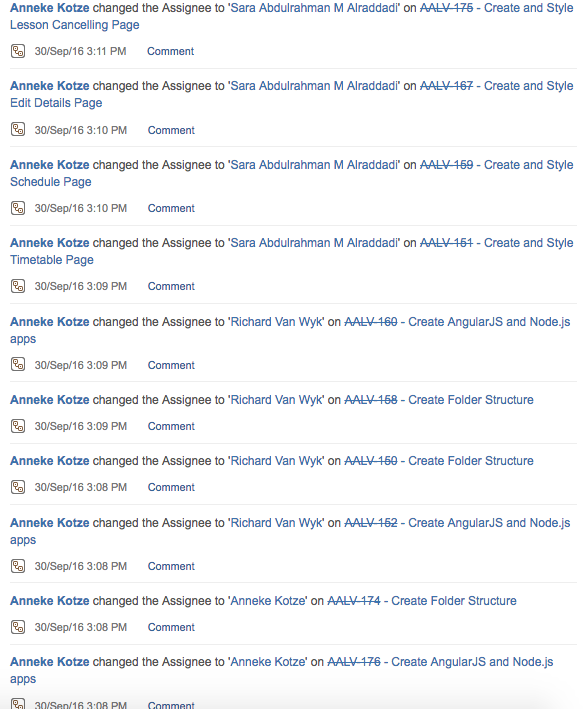 Anneke Kotze changed the Assignee to 'Sara Abdulrahman M Alraddadi' on AALV-175 - Create and Style
Lesson Cancelling Page
30/Sep/16 3:11 PM Comment
Anneke Kotze changed the Assignee to 'Sara Abdulrahman M Alraddadi' on AALV-167 - Create and Style
Edit Details Page
30/Sep/16 3:10 PM Comment
Anneke Kotze changed the Assignee to 'Sara Abdulrahman M Alraddadi' on AALV-159 - Create and Style
Schedule Page
30/Sep/16 3:10 PM Comment
Anneke Kotze changed the Assignee to 'Sara Abdulrahman M Alraddadi' on AALV-151 - Create and Style
Timetable Page
30/Sep/16 3:09 PM Comment
Anneke Kotze changed the Assignee to 'Richard Van Wyk' on AALV-160 - Create AngularJS and Node.js
apps
30/Sep/16 3:09 PM Comment
Anneke Kotze changed the Assignee to 'Richard Van Wyk' on AALV-158 - Create Folder Structure
30/Sep/16 3:09 PM Comment
Anneke Kotze changed the Assignee to 'Richard Van Wyk' on AALV-150 - Create Folder Structure
30/Sep/16 3:08 PM Comment
Anneke Kotze changed the Assignee to 'Richard Van Wyk' on AALV-152 - Create AngularJS and Node.js
apps
30/Sep/16 3:08 PM Comment
Anneke Kotze changed the Assignee to 'Anneke Kotze' on AALV-174 - Create Folder Structure
30/Sep/16 3:08 PM Comment
Anneke Kotze changed the Assignee to 'Anneke Kotze' on AALV-176 - Create AngularJS and Node.js
apps
30/Sep/16 3:08 PM Comment